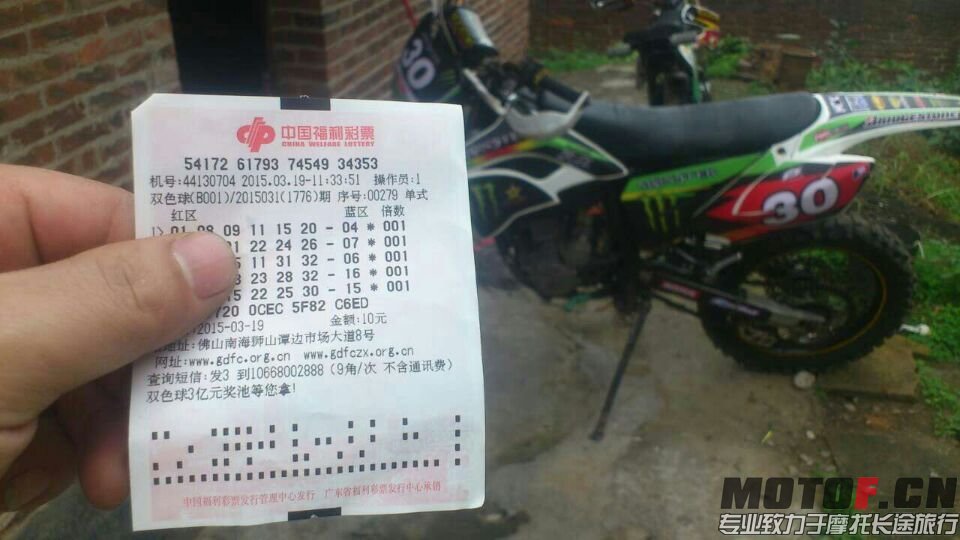 中国福利彩票
CHINA WELFARE LOTTERY
54172 61793 74549 34353
机号:44130704 2015.03.19-11:33:51 操作员:1
双色球(B001)/2015031(1776)期 序号:00279 单式
红区 蓝区 倍数
1> 01 08 09 11 15 20 - 04 * 001
22 24 26 - 07 * 001
11 31 32 - 06 * 001
23 28 32 - 16 * 001
15 22 25 30 - 15 * 001
0CEC 5F82 C6ED
2015-03-19 金额:10元
地址:佛山南海狮山谭边市场大道8号
网址:www.gdfc.org.cn www.gdfczx.org.cn
查询短信:发3 到10668002888(9角/次 不含通讯费)
双色球3亿元奖池等您拿!
中国福利彩票发行管理中心发行 广东省福利彩票发行中心承销
30
MONSTER
BRIDGESTONE
30
MOTOF.CN
专业致力于摩托长途旅行